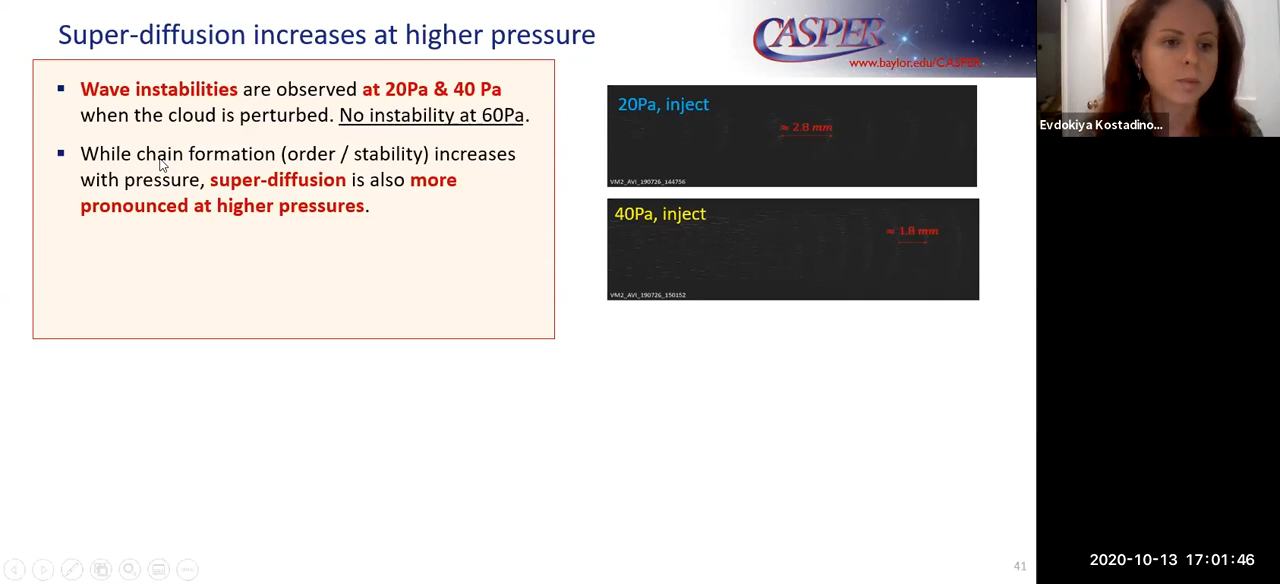 Super-diffusion increases at higher pressure
CASPER
www.baylor.edu/CASPER
▪ Wave instabilities are observed at 20Pa & 40 Pa
when the cloud is perturbed. No instability at 60Pa.
▪ While chain formation (order / stability) increases
with pressure, super-diffusion is also more
pronounced at higher pressures.
20Pa, inject
≈ 2.8 mm
VM2_AVI_190726_144756
40Pa, inject
≈ 1.8 mm
VM2_AVI_190726_150152
41
Evdokiya Kostadino...
2020-10-13 17:01:46